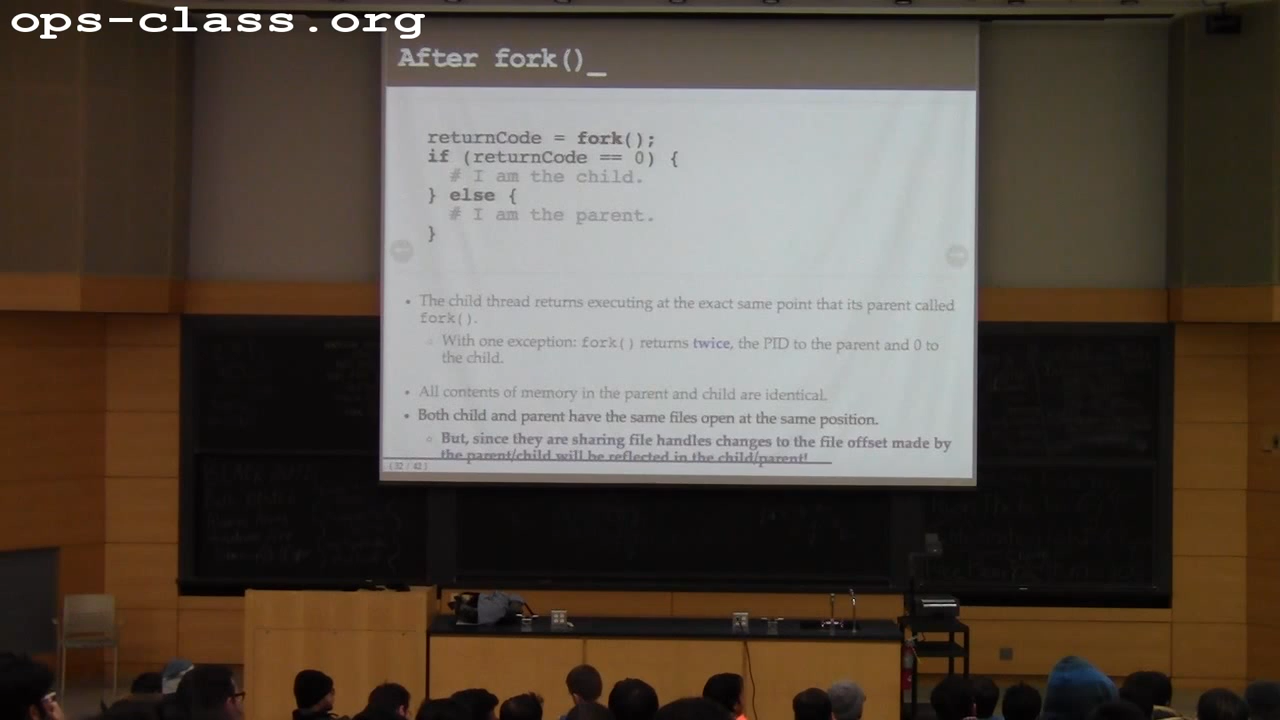 ops-class.org
After fork()_
returnCode = fork();
if (returnCode == 0) {
# I am the child.
} else {
# I am the parent.
}
• The child thread returns executing at the exact same point that its parent called
fork().
◦ With one exception: fork() returns twice, the PID to the parent and 0 to
the child.
• All contents of memory in the parent and child are identical.
• Both child and parent have the same files open at the same position.
◦ But, since they are sharing file handles changes to the file offset made by
the parent/child will be reflected in the child/parent!
( 32 / 42 )